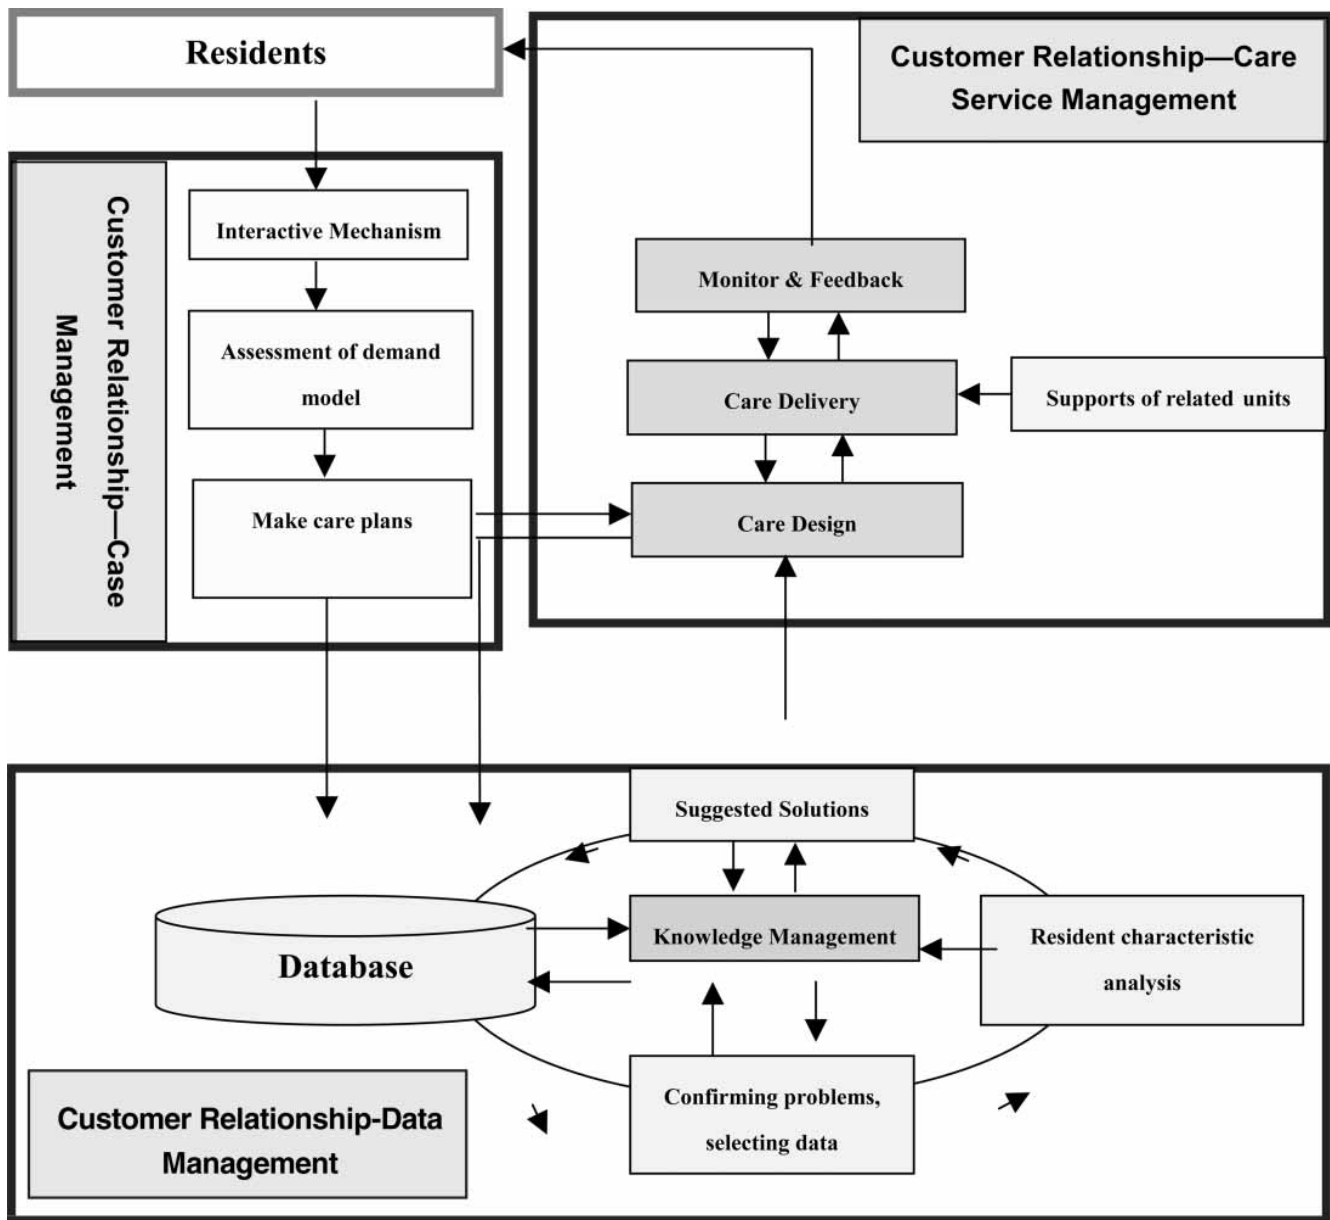 Residents
Customer Relationship—Care
Service Management
Customer Relationship—Case
Management
Interactive Mechanism
Assessment of demand
model
Make care plans
Monitor & Feedback
Care Delivery
Supports of related units
Care Design
Suggested Solutions
Knowledge Management
Database
Resident characteristic
analysis
Confirming problems,
selecting data
Customer Relationship-Data
Management